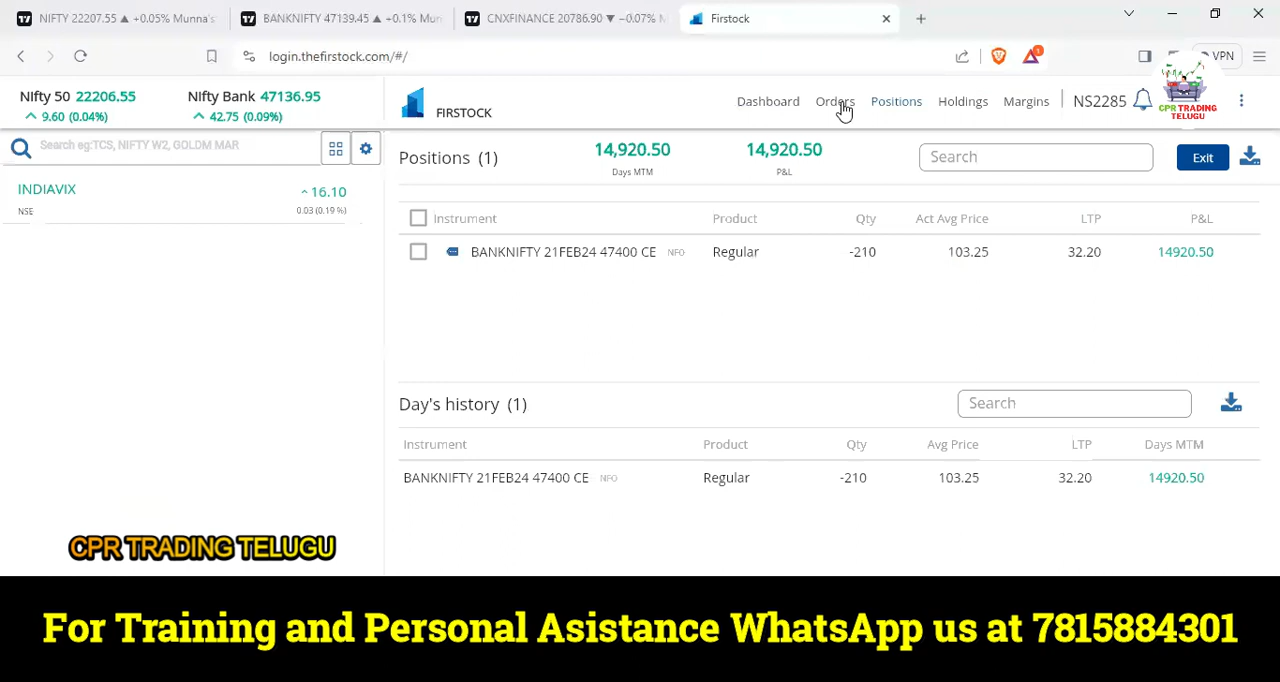 NIFTY 22207.55 ▲ +0.05% Munna's
BANKNIFTY 47139.45 ▲ +0.1% Mun
CNXFINANCE 20786.90 ▼ −0.07% M
Firstock
login.thefirstock.com/#/
1
VPN
NIfty 50 22206.55
9.60 (0.04%)
NIfty Bank 47136.95
42.75 (0.09%)
FIRSTOCK
Dashboard Orders Positions Holdings Margins NS2285
CPR TRADING
TELUGU
Search eg:TCS, NIFTY W2, GOLDM MAR
INDIAVIX 16.10
NSE 0.03 (0.19 %)
Positions (1) 14,920.50 14,920.50 Search Exit
Days MTM P&L
Instrument Product Qty Act Avg Price LTP P&L
BANKNIFTY 21FEB24 47400 CE NFO Regular -210 103.25 32.20 14920.50
Day's history (1) Search
Instrument Product Qty Avg Price LTP Days MTM
BANKNIFTY 21FEB24 47400 CE NFO Regular -210 103.25 32.20 14920.50
CPR TRADING TELUGU
For Training and Personal Asistance WhatsApp us at 7815884301